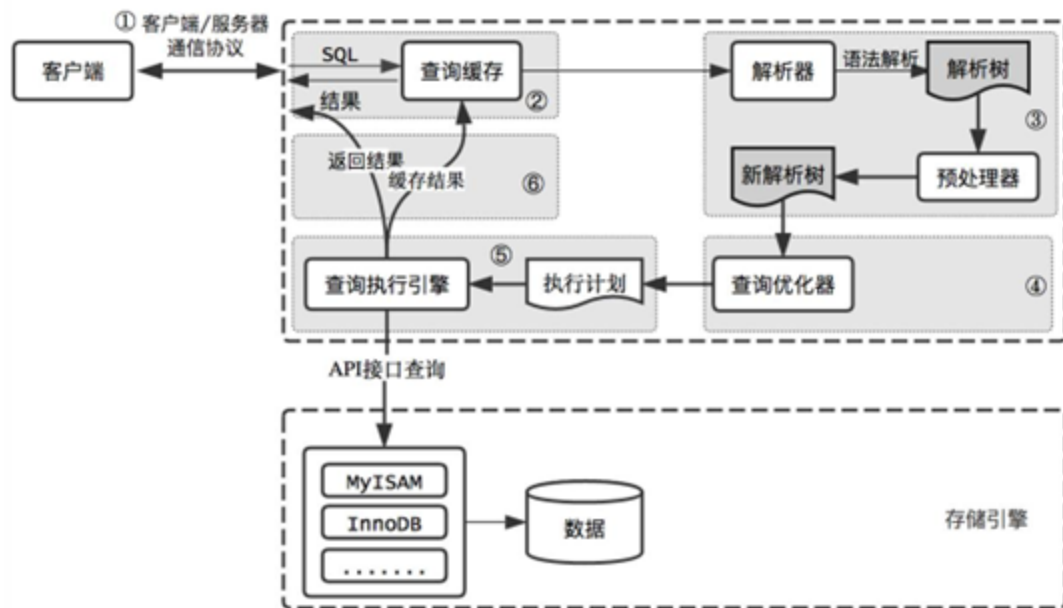 ① 客户端/服务器
通信协议
客户端
SQL
结果
查询缓存
②
解析器
语法解析
解析树
③
新解析树
预处理器
返回结果
缓存结果
⑥
查询执行引擎
⑤
执行计划
查询优化器
④
API接口查询
MyISAM
InnoDB
.......
数据
存储引擎